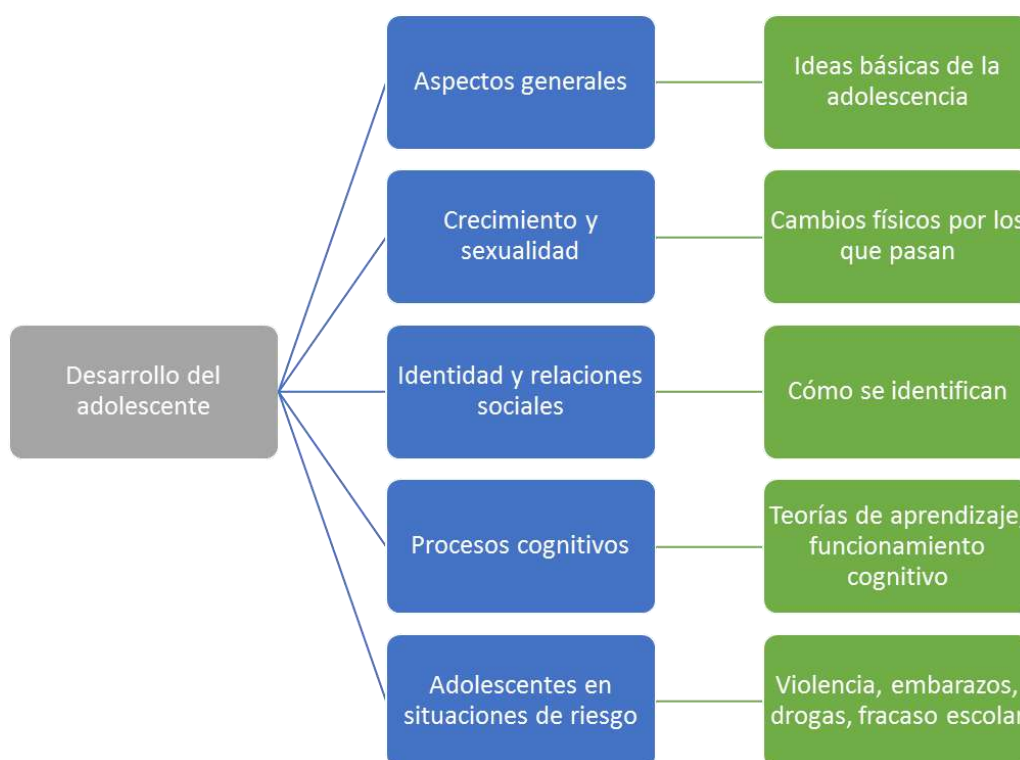 Desarrollo del
adolescente
Aspectos generales
Ideas básicas de la
adolescencia
Crecimiento y
sexualidad
Cambios físicos por los
que pasan
Identidad y relaciones
sociales
Cómo se identifican
Procesos cognitivos
Teorías de aprendizaje,
funcionamiento
cognitivo
Adolescentes en
situaciones de riesgo
Violencia, embarazos,
drogas, fracaso escolar